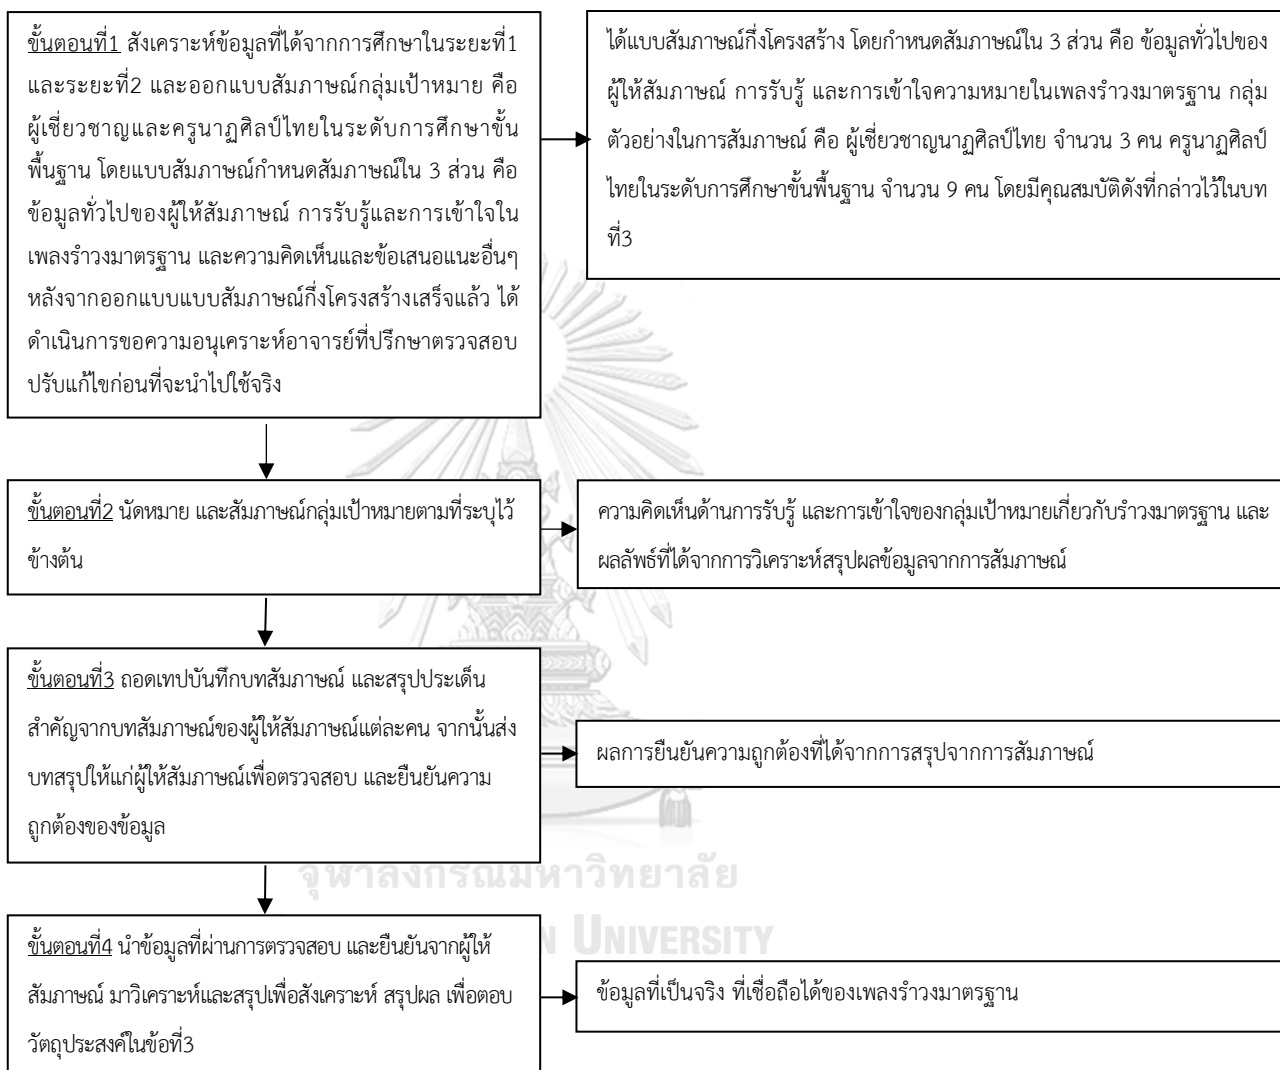 ขั้นตอนที่1 สังเคราะห์ข้อมูลที่ได้จากการศึกษาในระยะที่1
และระยะที่2 และออกแบบสัมภาษณ์กลุ่มเป้าหมาย คือ
ผู้เชี่ยวชาญและครูนาฏศิลป์ไทยในระดับการศึกษาขั้น
พื้นฐาน โดยแบบสัมภาษณ์กำหนดสัมภาษณ์ใน 3 ส่วน คือ
ข้อมูลทั่วไปของผู้ให้สัมภาษณ์ การรับรู้และการเข้าใจใน
เพลงรำวงมาตรฐาน และความคิดเห็นและข้อเสนอแนะอื่นๆ
หลังจากออกแบบแบบสัมภาษณ์กึ่งโครงสร้างเสร็จแล้ว ได้
ดำเนินการขอความอนุเคราะห์อาจารย์ที่ปรึกษาตรวจสอบ
ปรับแก้ไขก่อนที่จะนำไปใช้จริง
ได้แบบสัมภาษณ์กึ่งโครงสร้าง โดยกำหนดสัมภาษณ์ใน 3 ส่วน คือ ข้อมูลทั่วไปของ
ผู้ให้สัมภาษณ์ การรับรู้ และการเข้าใจความหมายในเพลงรำวงมาตรฐาน กลุ่ม
ตัวอย่างในการสัมภาษณ์ คือ ผู้เชี่ยวชาญนาฏศิลป์ไทย จำนวน 3 คน ครูนาฏศิลป์
ไทยในระดับการศึกษาขั้นพื้นฐาน จำนวน 9 คน โดยมีคุณสมบัติดังที่กล่าวไว้ในบท
ที่3
ขั้นตอนที่2 นัดหมาย และสัมภาษณ์กลุ่มเป้าหมายตามที่ระบุไว้
ข้างต้น
ความคิดเห็นด้านการรับรู้ และการเข้าใจของกลุ่มเป้าหมายเกี่ยวกับรำวงมาตรฐาน และ
ผลลัพธ์ที่ได้จากการวิเคราะห์สรุปผลข้อมูลจากการสัมภาษณ์
ขั้นตอนที่3 ถอดเทปบันทึกบทสัมภาษณ์ และสรุปประเด็น
สำคัญจากบทสัมภาษณ์ของผู้ให้สัมภาษณ์แต่ละคน จากนั้นส่ง
บทสรุปให้แก่ผู้ให้สัมภาษณ์เพื่อตรวจสอบ และยืนยันความ
ถูกต้องของข้อมูล
ผลการยืนยันความถูกต้องที่ได้จากการสรุปจากการสัมภาษณ์
จุฬาลงกรณ์มหาวิทยาลัย
N UNIVERSITY
ขั้นตอนที่4 นำข้อมูลที่ผ่านการตรวจสอบ และยืนยันจากผู้ให้
สัมภาษณ์ มาวิเคราะห์และสรุปเพื่อสังเคราะห์ สรุปผล เพื่อตอบ
วัตถุประสงค์ในข้อที่3
ข้อมูลที่เป็นจริง ที่เชื่อถือได้ของเพลงรำวงมาตรฐาน